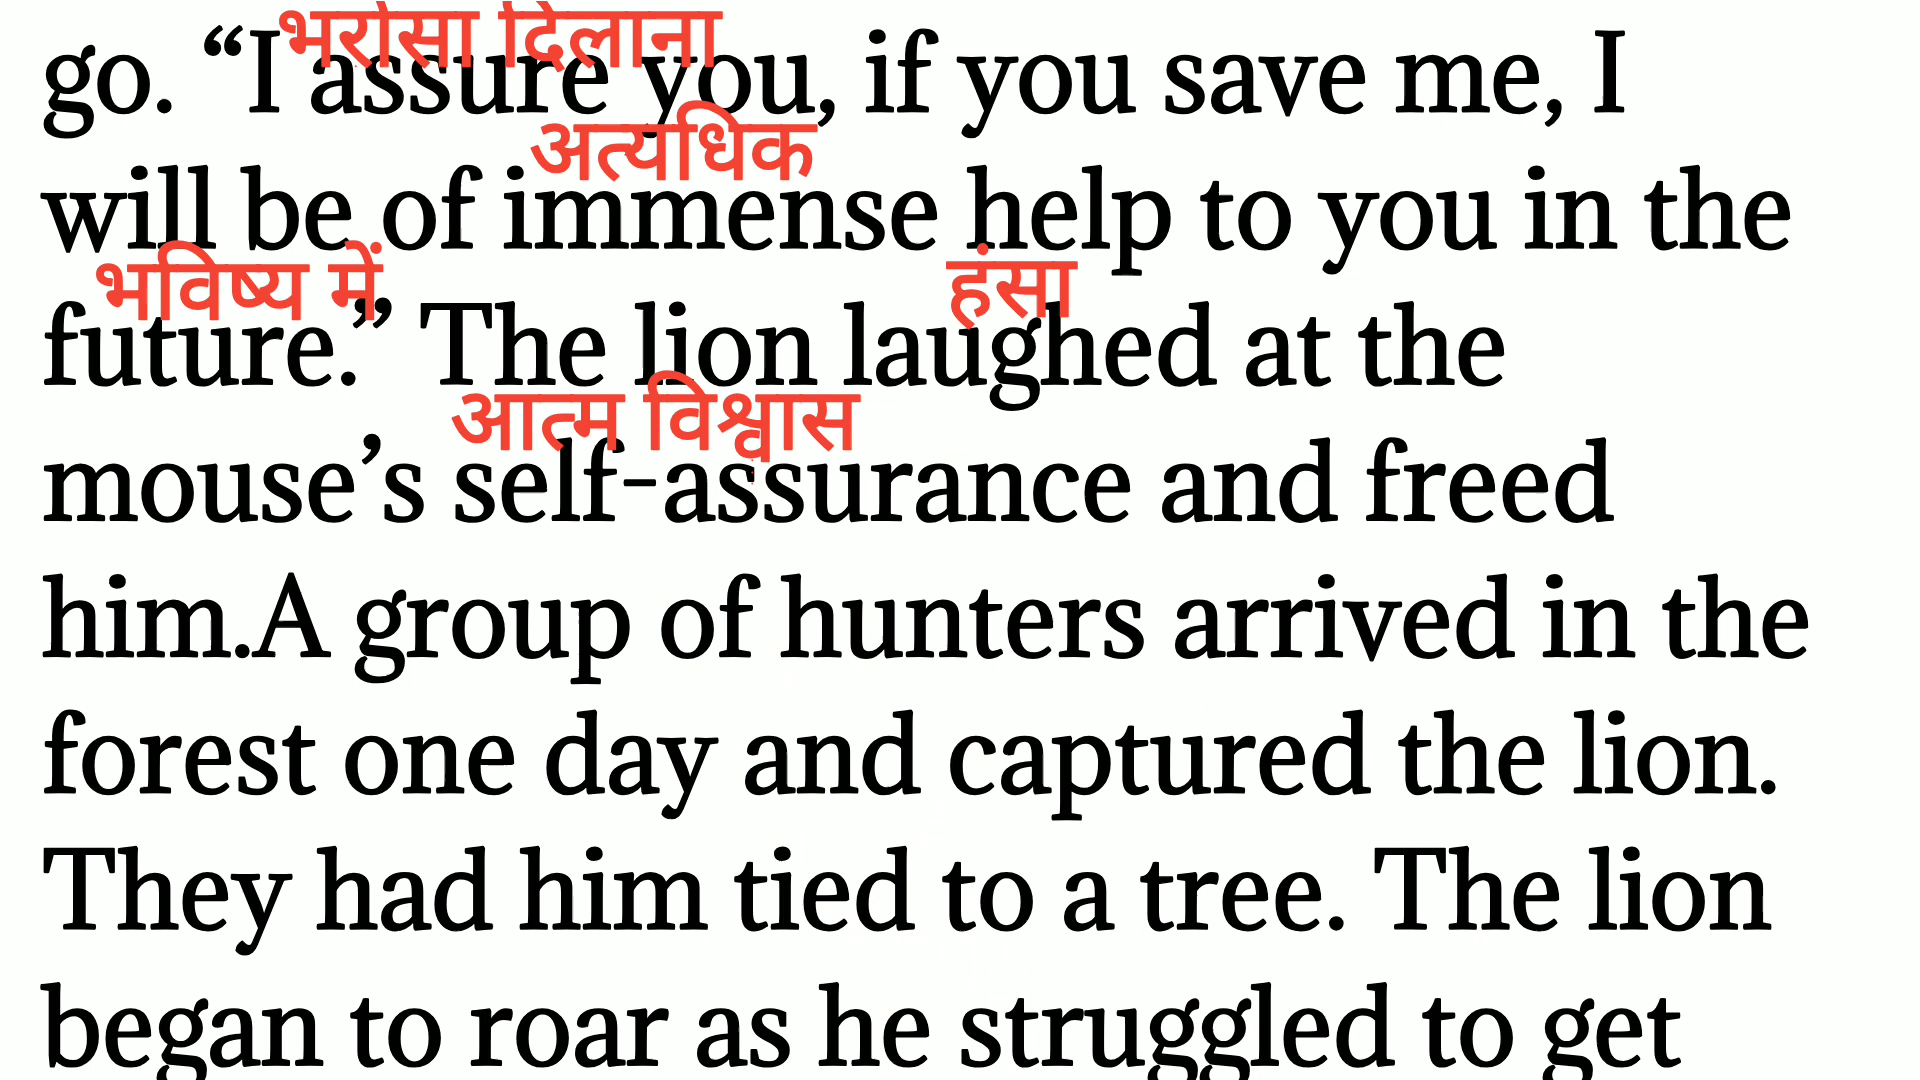 भरोसा दिलाना
go. “I assure you, if you save me, I
अत्यधिक
will be of immense help to you in the
भविष्य में हंसा
future.” The lion laughed at the
आत्म विश्वास
mouse’s self-assurance and freed
him.A group of hunters arrived in the
forest one day and captured the lion.
They had him tied to a tree. The lion
began to roar as he struggled to get